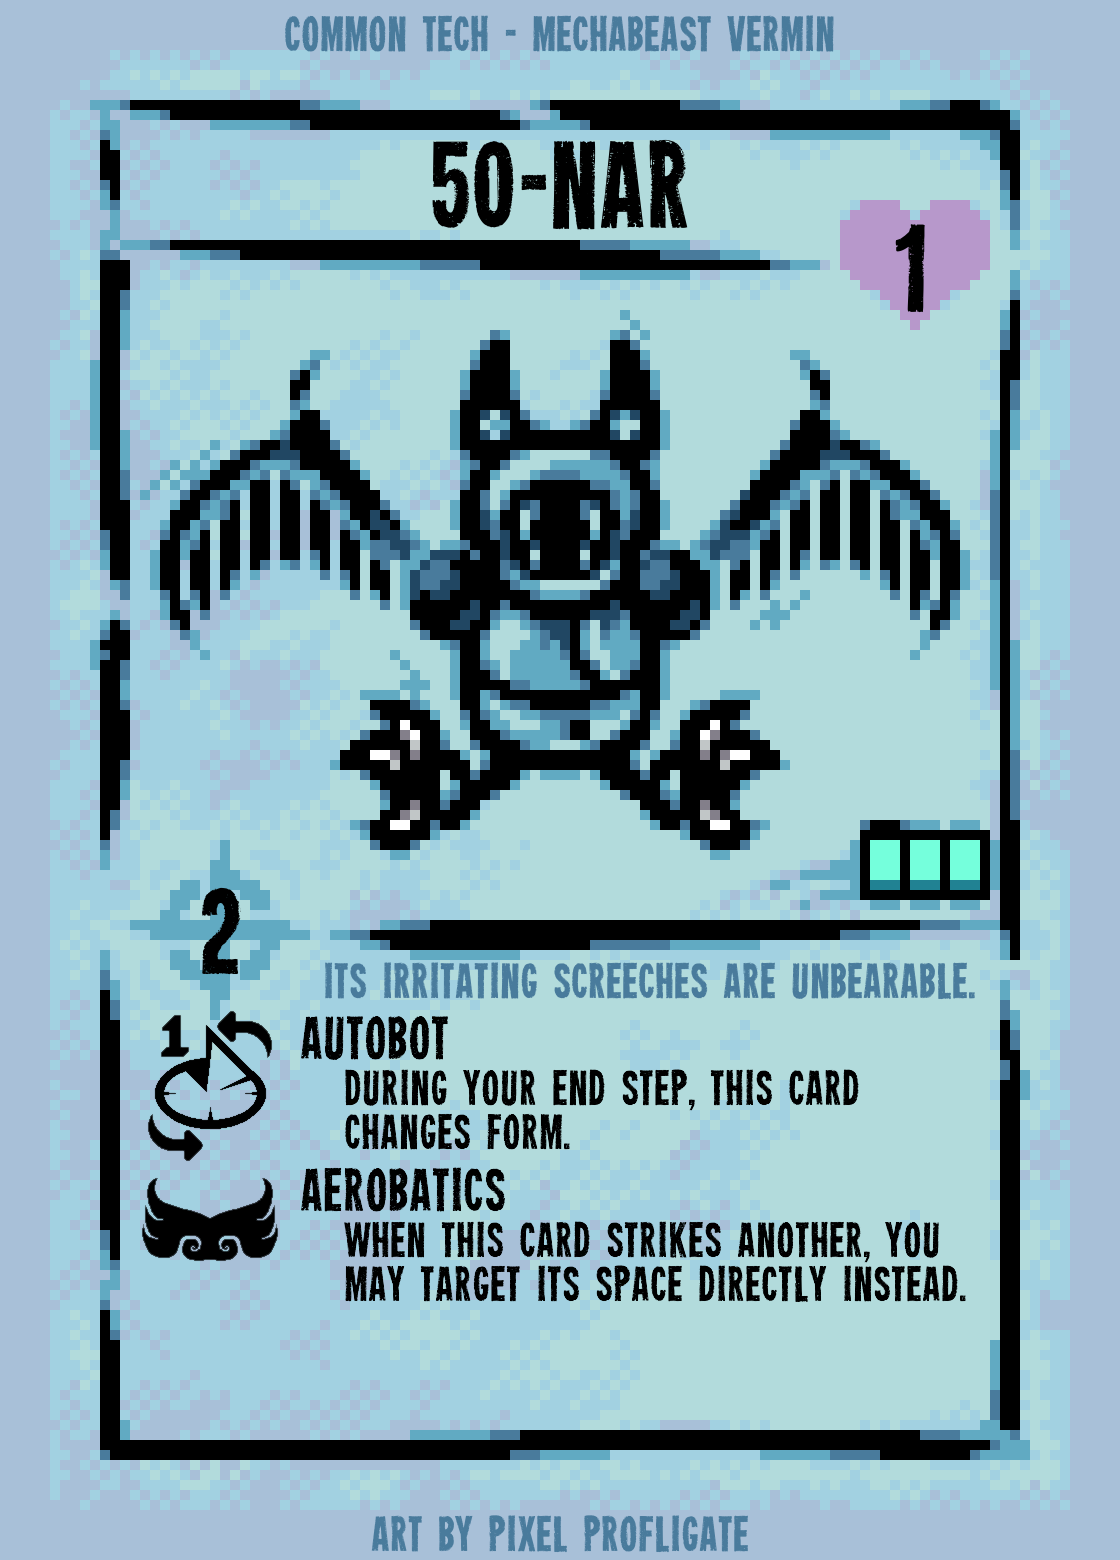 COMMON TECH - MECHABEAST VERMIN
50-NAR
1
2
ITS IRRITATING SCREECHES ARE UNBEARABLE.
1
AUTOBOT
DURING YOUR END STEP, THIS CARD
CHANGES FORM.
AEROBATICS
WHEN THIS CARD STRIKES ANOTHER, YOU
MAY TARGET ITS SPACE DIRECTLY INSTEAD.
ART BY PIXEL PROFLIGATE